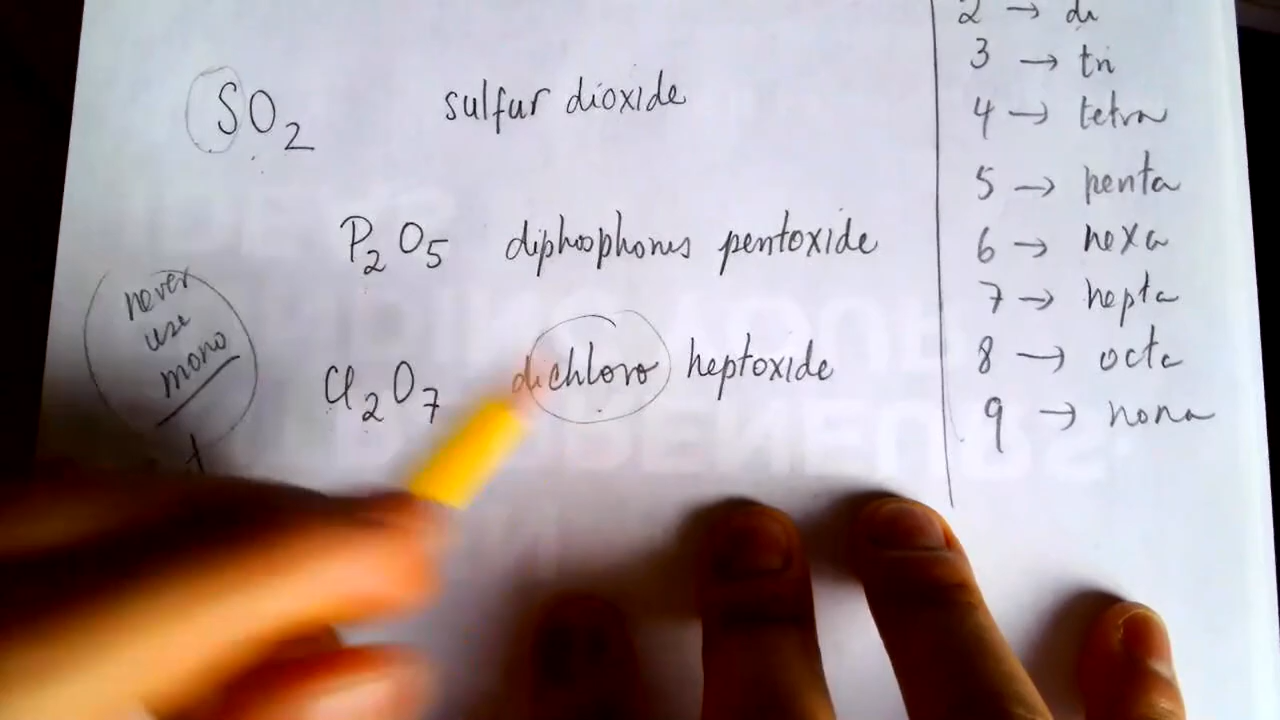 SO2 sulfur dioxide
P2O5 diphosphorus pentoxide
Cl2O7 dichloro heptoxide
never
use
mono
2 → di
3 → tri
4 → tetra
5 → penta
6 → hexa
7 → hepta
8 → octa
9 → nona